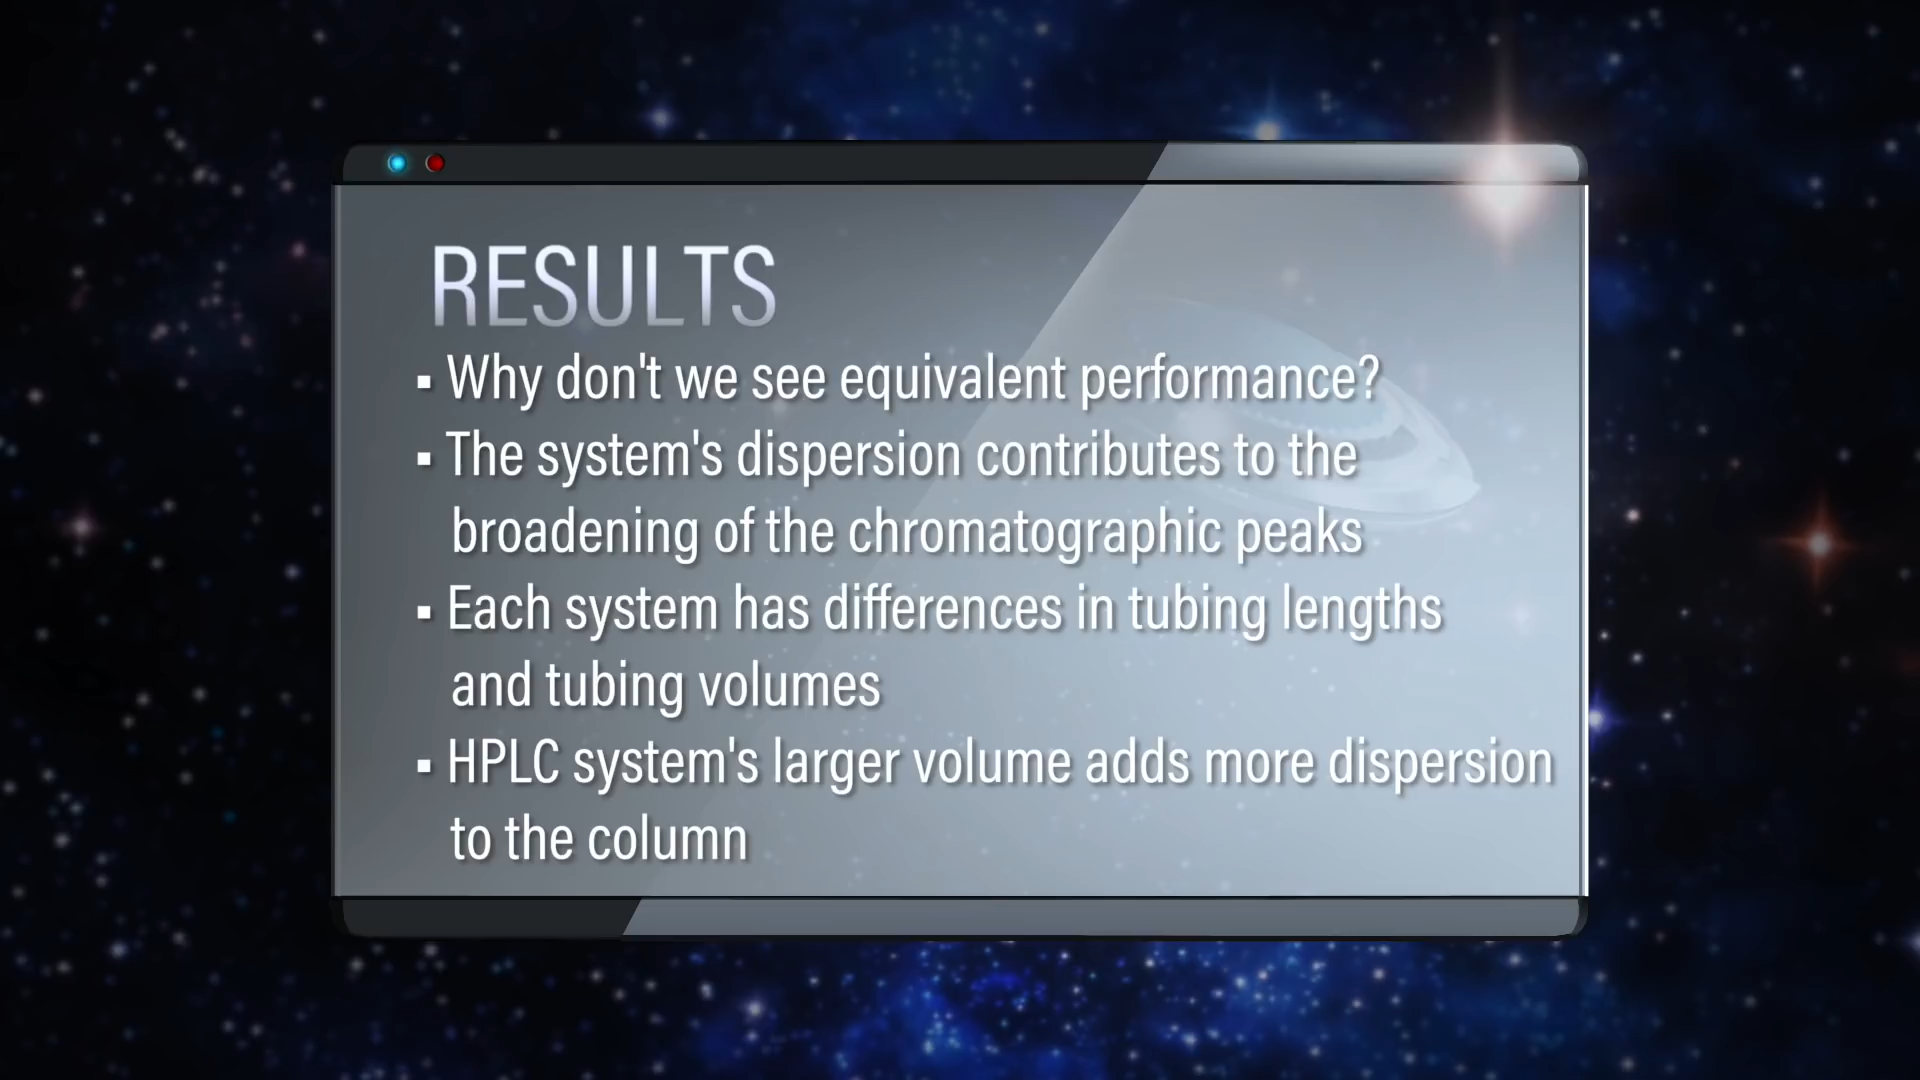 RESULTS
▪ Why don't we see equivalent performance?
▪ The system's dispersion contributes to the
broadening of the chromatographic peaks
▪ Each system has differences in tubing lengths
and tubing volumes
▪ HPLC system's larger volume adds more dispersion
to the column